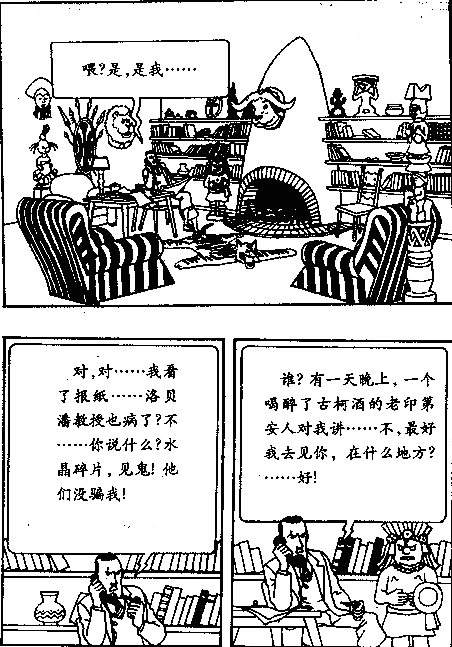 喂?是,是我……
对,对……我看
了报纸……洛贝
潘教授也病了?不
……你说什么?水
晶碎片,见鬼!他
们没骗我!
谁?有一天晚上,一个
喝醉了古柯酒的老印第
安人对我讲……不,最好
我去见你,在什么地方?
……好!